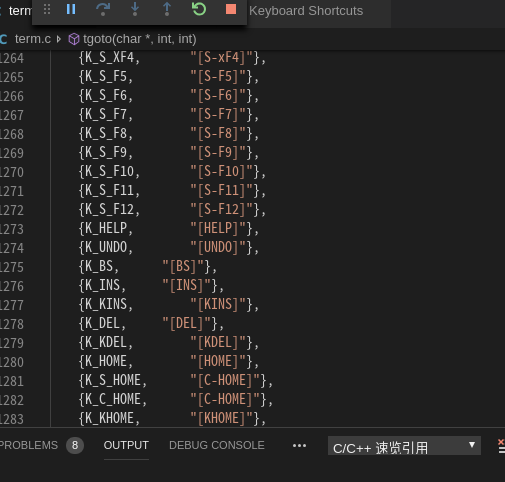 term
Keyboard Shortcuts
C term.c tgoto(char *, int, int)
1264 {K_S_XF4, "[S-xF4]"},
1265 {K_S_F5, "[S-F5]"},
1266 {K_S_F6, "[S-F6]"},
1267 {K_S_F7, "[S-F7]"},
1268 {K_S_F8, "[S-F8]"},
1269 {K_S_F9, "[S-F9]"},
1270 {K_S_F10, "[S-F10]"},
1271 {K_S_F11, "[S-F11]"},
1272 {K_S_F12, "[S-F12]"},
1273 {K_HELP, "[HELP]"},
1274 {K_UNDO, "[UNDO]"},
1275 {K_BS, "[BS]"},
1276 {K_INS, "[INS]"},
1277 {K_KINS, "[KINS]"},
1278 {K_DEL, "[DEL]"},
1279 {K_KDEL, "[KDEL]"},
1280 {K_HOME, "[HOME]"},
1281 {K_S_HOME, "[C-HOME]"},
1282 {K_C_HOME, "[C-HOME]"},
1283 {K_KHOME, "[KHOME]"},
PROBLEMS 8 OUTPUT DEBUG CONSOLE ••• C/C++ 速览引用